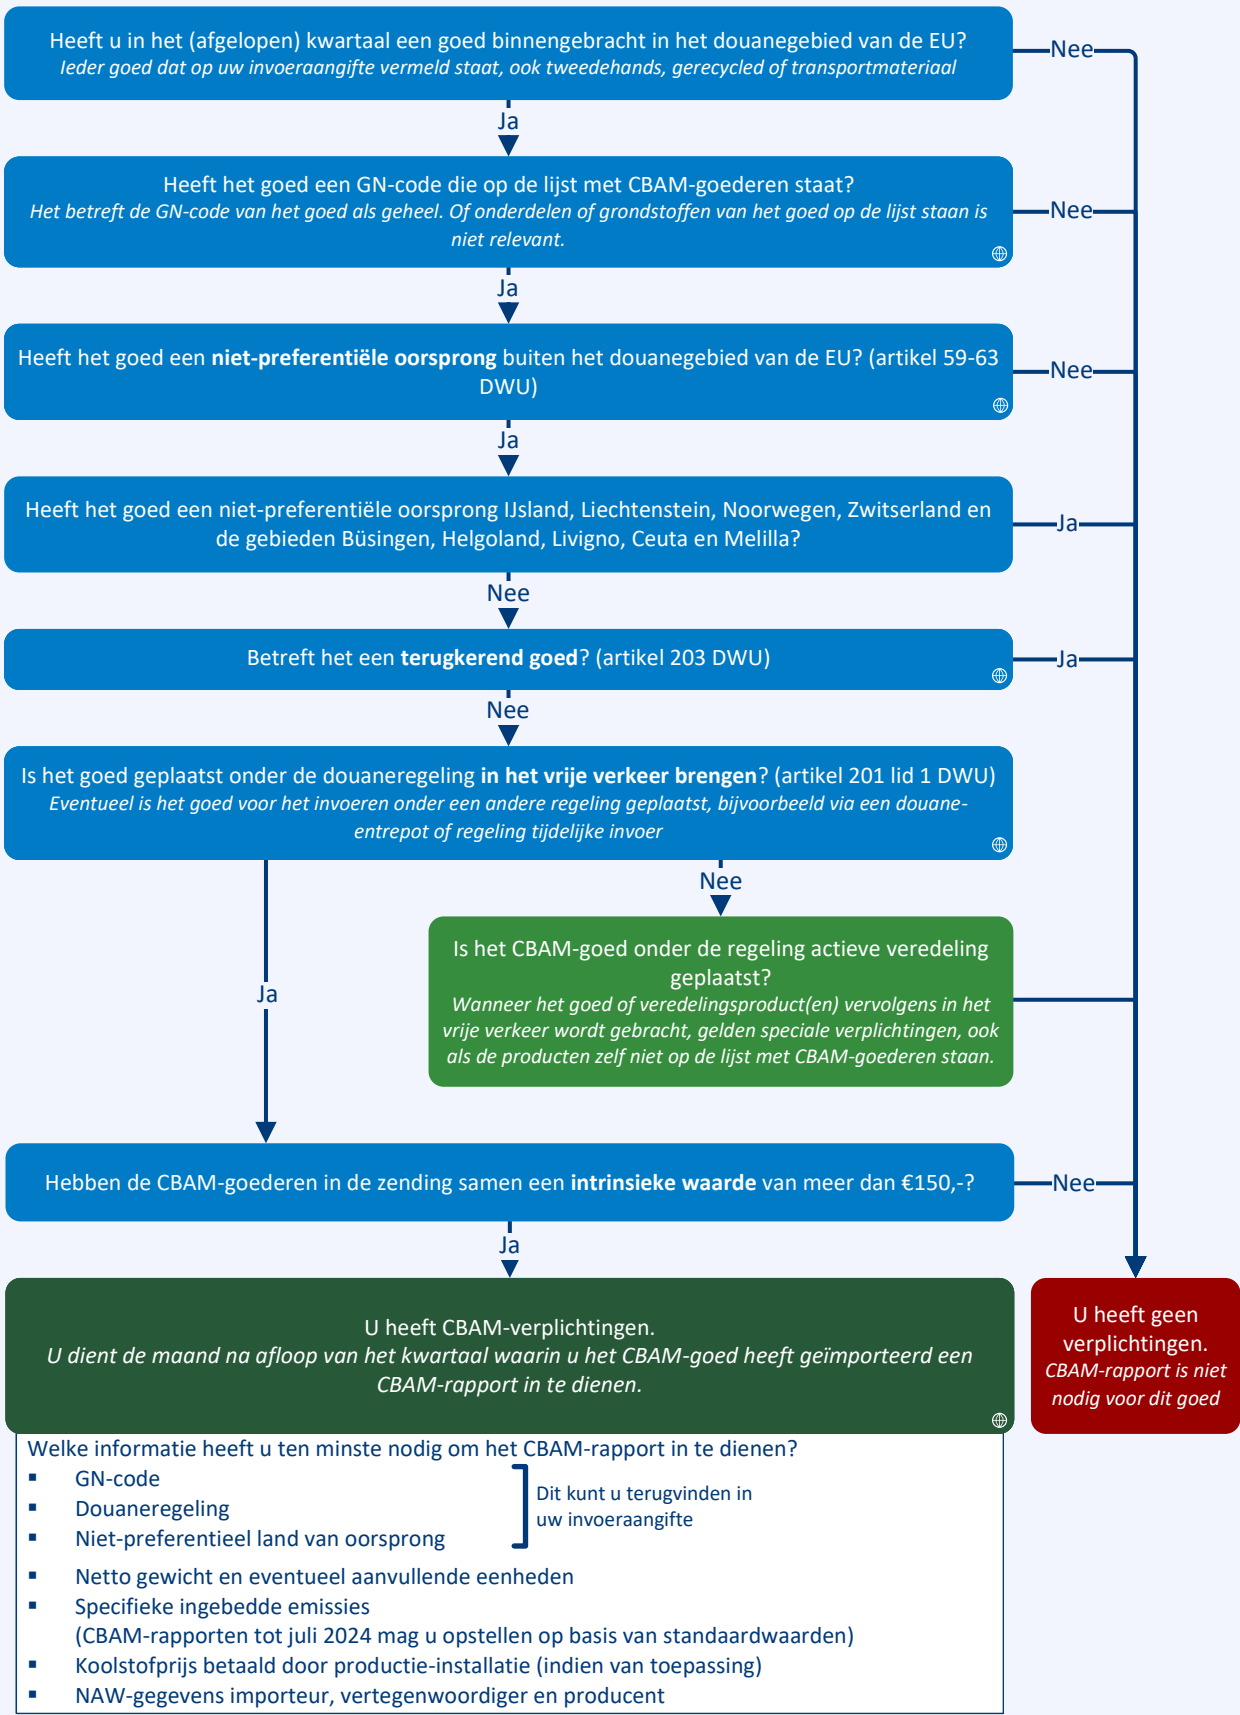 Heeft u in het (afgelopen) kwartaal een goed binnengebracht in het douanegebied van de EU?
Ieder goed dat op uw invoeraangifte vermeld staat, ook tweedehands, gerecycled of transportmateriaal
Nee
Ja
Heeft het goed een GN-code die op de lijst met CBAM-goederen staat?
Het betreft de GN-code van het goed als geheel. Of onderdelen of grondstoffen van het goed op de lijst staan is
niet relevant.
Nee
Ja
Heeft het goed een niet-preferentiële oorsprong buiten het douanegebied van de EU? (artikel 59-63
DWU)
Nee
Ja
Heeft het goed een niet-preferentiële oorsprong IJsland, Liechtenstein, Noorwegen, Zwitserland en
de gebieden Büsingen, Helgoland, Livigno, Ceuta en Melilla?
Ja
Nee
Betreft het een terugkerend goed? (artikel 203 DWU)
Ja
Nee
Is het goed geplaatst onder de douaneregeling in het vrije verkeer brengen? (artikel 201 lid 1 DWU)
Eventueel is het goed voor het invoeren onder een andere regeling geplaatst, bijvoorbeeld via een douane-
entrepot of regeling tijdelijke invoer
Nee
Is het CBAM-goed onder de regeling actieve veredeling
geplaatst?
Wanneer het goed of veredelingsproduct(en) vervolgens in het
vrije verkeer wordt gebracht, gelden speciale verplichtingen, ook
als de producten zelf niet op de lijst met CBAM-goederen staan.
Ja
Hebben de CBAM-goederen in de zending samen een intrinsieke waarde van meer dan €150,-?
Nee
Ja
U heeft CBAM-verplichtingen.
U dient de maand na afloop van het kwartaal waarin u het CBAM-goed heeft geïmporteerd een
CBAM-rapport in te dienen.
U heeft geen
verplichtingen.
CBAM-rapport is niet
nodig voor dit goed
Welke informatie heeft u ten minste nodig om het CBAM-rapport in te dienen?
▪ GN-code
▪ Douaneregeling
▪ Niet-preferentieel land van oorsprong
Dit kunt u terugvinden in
uw invoeraangifte
▪ Netto gewicht en eventueel aanvullende eenheden
▪ Specifieke ingebedde emissies
(CBAM-rapporten tot juli 2024 mag u opstellen op basis van standaardwaarden)
▪ Koolstofprijs betaald door productie-installatie (indien van toepassing)
▪ NAW-gegevens importeur, vertegenwoordiger en producent